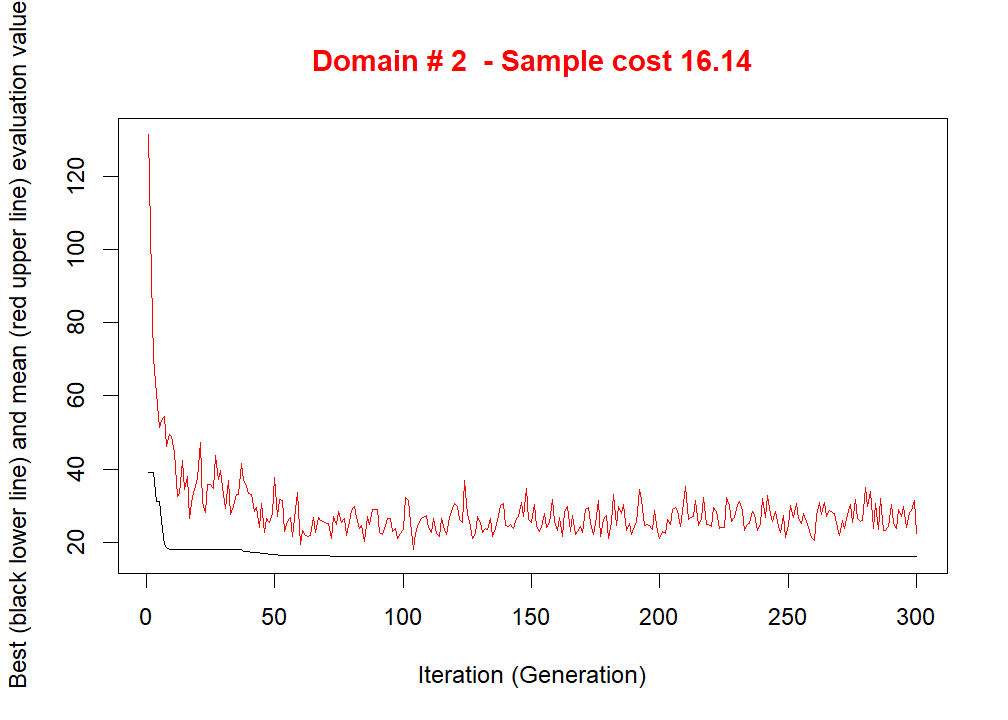 Domain # 2 - Sample cost 16.14
Best (black lower line) and mean (red upper line) evaluation value
120
100
80
60
40
20
0 50 100 150 200 250 300
Iteration (Generation)